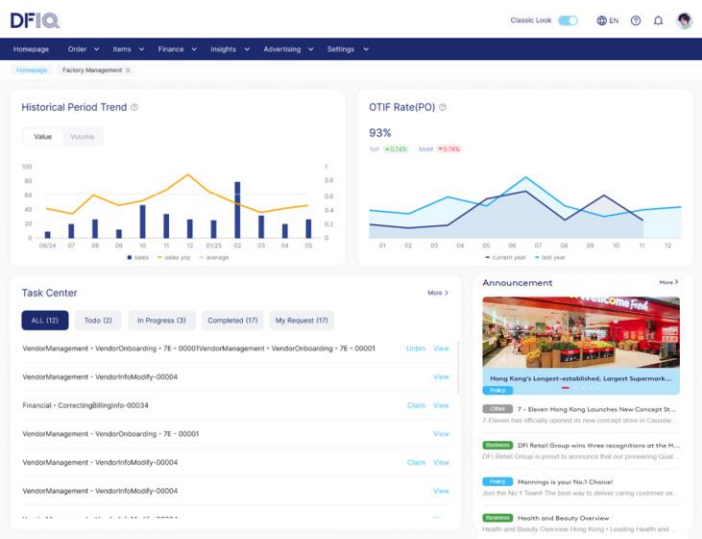 DFIQ
Classic Look EN
Homepage Order Items Finance Insights Advertising Settings
Homepage Factory Management X
Historical Period Trend
Value Volume
100 1
80 0.8
60 0.6
40 0.4
20 0.2
0 0
06/24 07 08 09 10 11 12 01/25 02 03 04 05
sales sales yoy average
OTIF Rate(PO)
93%
YoY 0.74% MoM 0.74%
01 02 03 04 05 06 07 08 09 10 11 12
current year last year
Task Center More >
ALL (12) Todo (2) In Progress (3) Completed (17) My Request (17)
VendorManagement - VendorOnboarding - 7E - 00001VendorManagement - VendorOnboarding - 7E - 00001 Unbin View
VendorManagement - VendorInfoModify-00004 View
Financial - CorrectingBillingInfo-00034 Claim View
VendorManagement - VendorOnboarding - 7E - 00001 View
VendorManagement - VendorInfoModify-00004 Claim View
VendorManagement - VendorInfoModify-00004 View
Announcement More >
Wellcome Fresh
Hong Kong's Longest-established, Largest Supermark...
Policy
Other 7 - Eleven Hong Kong Launches New Concept St...
7-Eleven has officially opened its new concept store in Causew...
Business DFI Retail Group wins three recognitions at the H...
DFI Retail Group is proud to announce that our pioneering Qual...
Policy Mannings is your No.1 Choice!
Join the No 1 Team! The best way to deliver caring customer ex...
Business Health and Beauty Overview
Health and Beauty Overview Hong Kong • Leading Health and ...